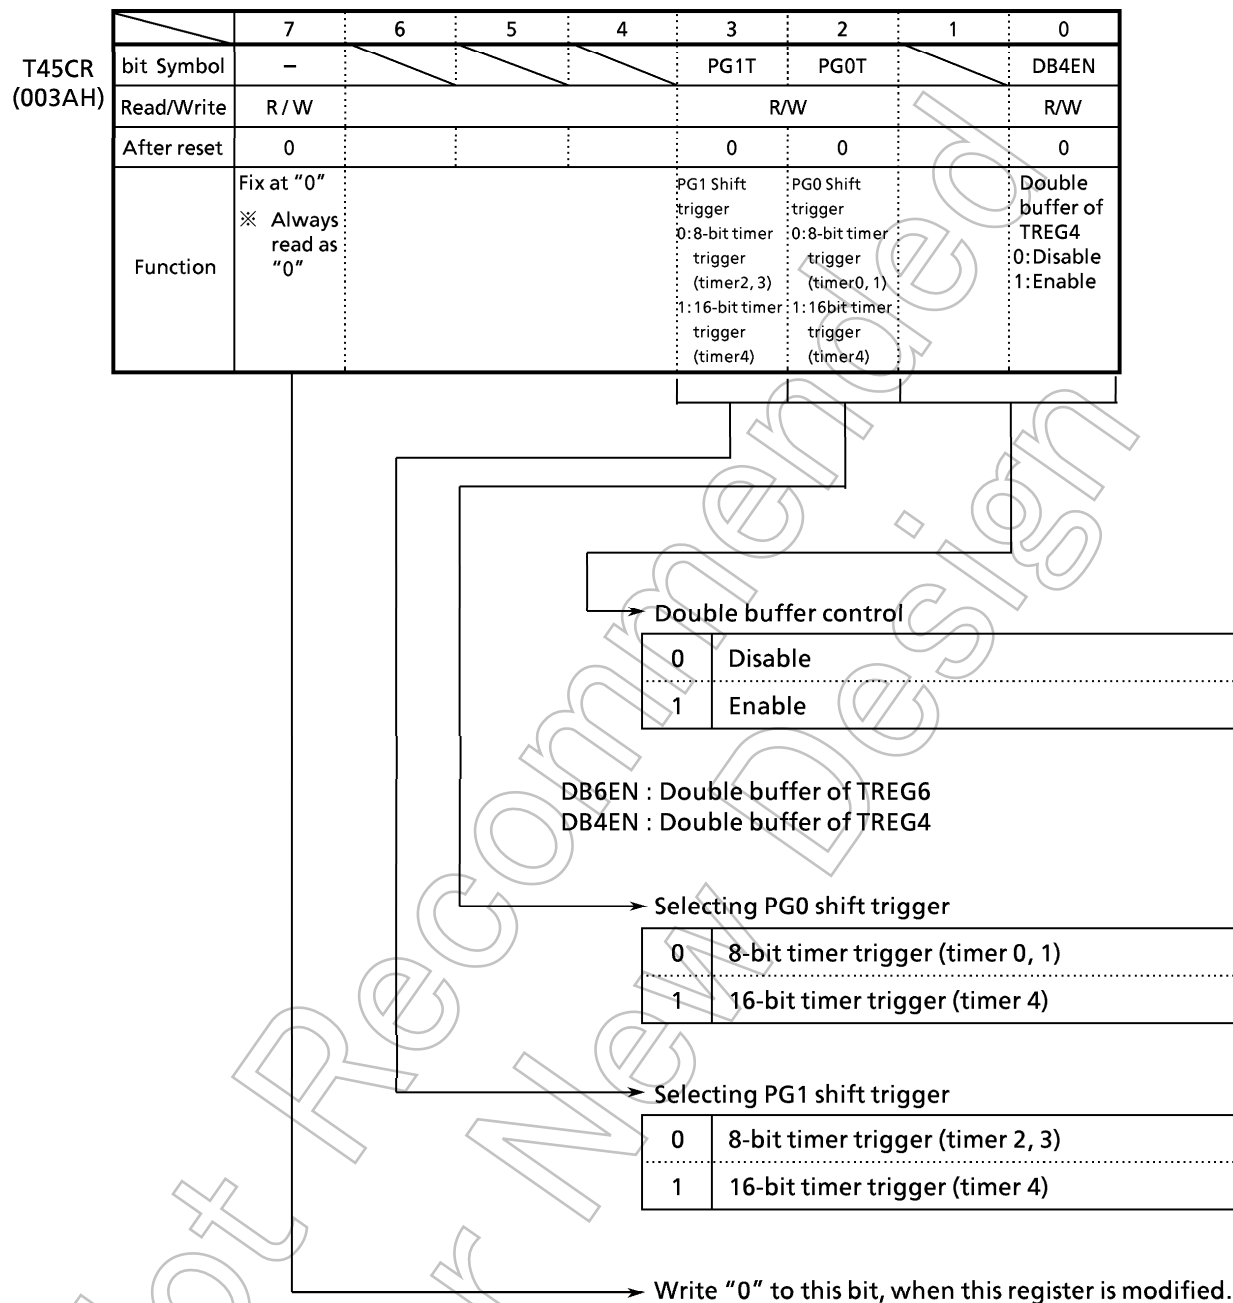 7 6 5 4 3 2 1 0
T45CR
(003AH)
bit Symbol – PG1T PG0T DB4EN
Read/Write R / W R/W R/W
After reset 0 0 0 0
Function
Fix at “0”
※ Always
read as
“0”
PG1 Shift
trigger
0:8-bit timer
trigger
(timer2, 3)
1:16-bit timer
trigger
(timer4)
PG0 Shift
trigger
0:8-bit timer
trigger
(timer0, 1)
1:16bit timer
trigger
(timer4)
Double
buffer of
TREG4
0:Disable
1:Enable
Double buffer control
0 Disable
1 Enable
DB6EN : Double buffer of TREG6
DB4EN : Double buffer of TREG4
Selecting PG0 shift trigger
0 8-bit timer trigger (timer 0, 1)
1 16-bit timer trigger (timer 4)
Selecting PG1 shift trigger
0 8-bit timer trigger (timer 2, 3)
1 16-bit timer trigger (timer 4)
Write “0” to this bit, when this register is modified.
Not Recommended
for New Design